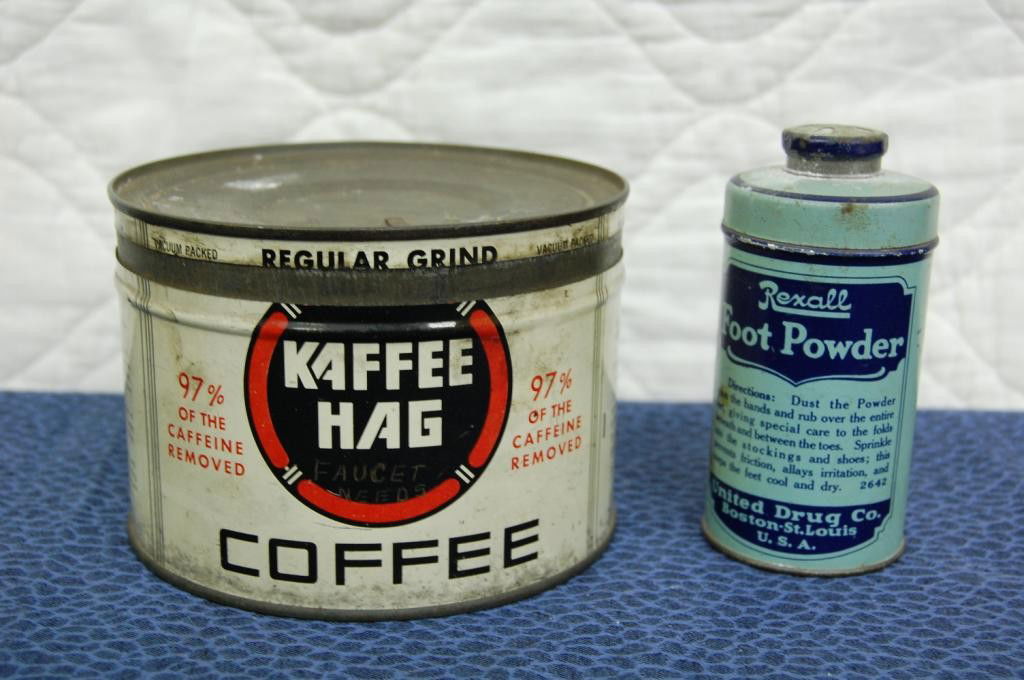 VACUUM PACKED
REGULAR GRIND
VACUUM PACKED
KAFFEE
HAG
FAUCET
NEEDS
97%
OF THE
CAFFEINE
REMOVED
97%
OF THE
CAFFEINE
REMOVED
COFFEE
Rexall
Foot Powder
Directions: Dust the Powder
the hands and rub over the entire
giving special care to the folds
and between the toes. Sprinkle
the stockings and shoes; this
friction, allays irritation, and
the feet cool and dry. 2642
United Drug Co.
Boston-St. Louis
U. S. A.